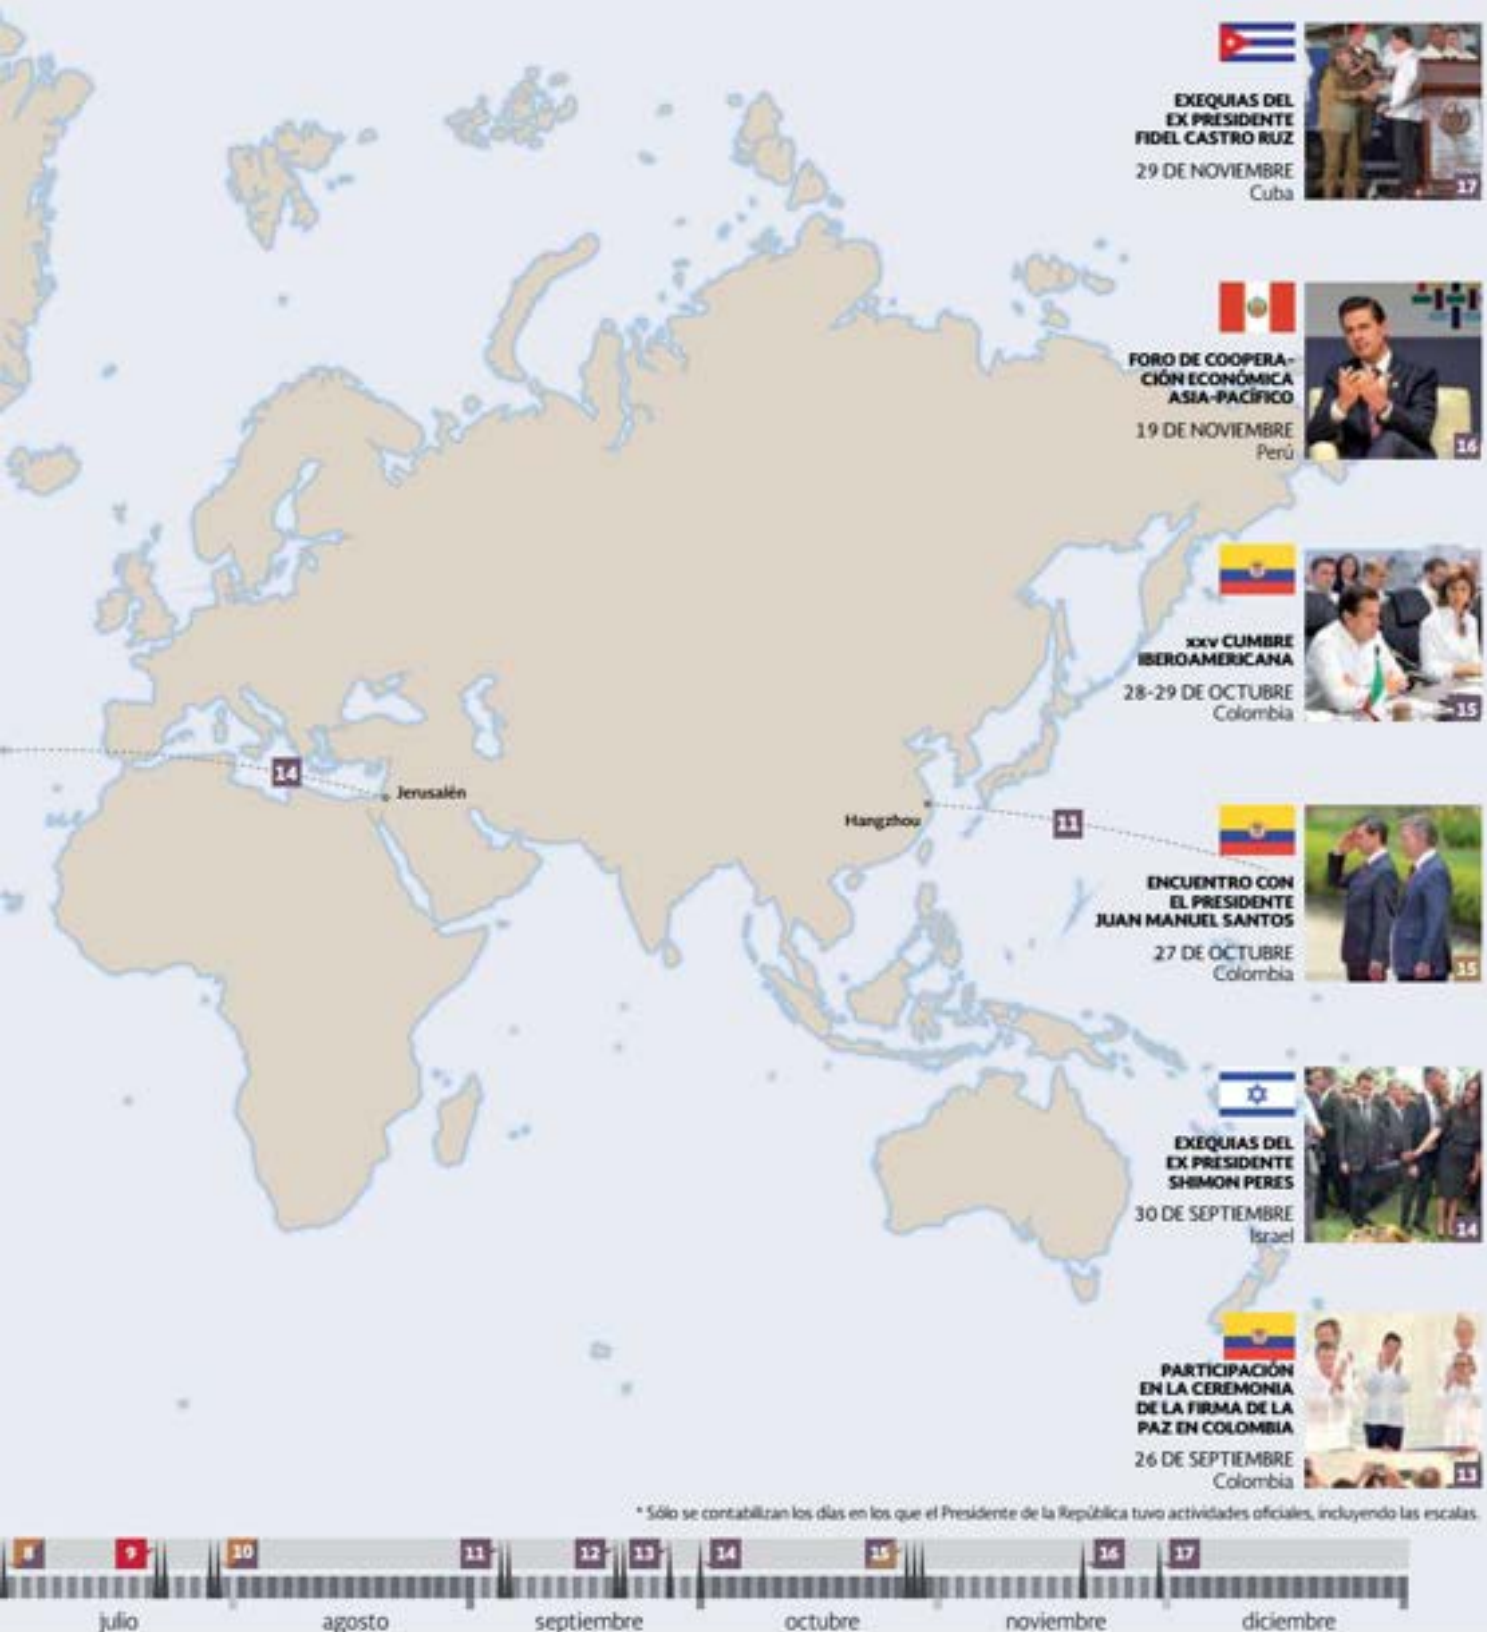 EXEQUIAS DEL
EX PRESIDENTE
FIDEL CASTRO RUZ
29 DE NOVIEMBRE
Cuba
17
FORO DE COOPERA-
CIÓN ECONÓMICA
ASIA-PACÍFICO
19 DE NOVIEMBRE
Perú
16
XXV CUMBRE
IBEROAMERICANA
28-29 DE OCTUBRE
Colombia
15
14
Jerusalén
Hangzhou
11
ENCUENTRO CON
EL PRESIDENTE
JUAN MANUEL SANTOS
27 DE OCTUBRE
Colombia
15
EXEQUIAS DEL
EX PRESIDENTE
SHIMON PERES
30 DE SEPTIEMBRE
Israel
14
PARTICIPACIÓN
EN LA CEREMONIA
DE LA FIRMA DE LA
PAZ EN COLOMBIA
26 DE SEPTIEMBRE
Colombia
13
* Sólo se contabilizan los días en los que el Presidente de la República tuvo actividades oficiales, incluyendo las escalas.
8 9 10 11 12 13 14 15 16 17
julio agosto septiembre octubre noviembre diciembre